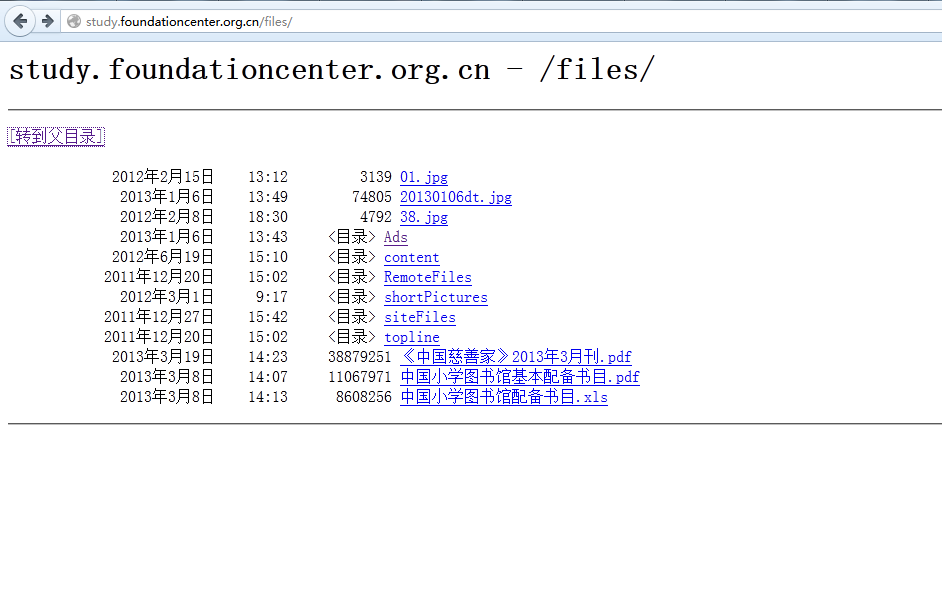 study.foundationcenter.org.cn/files/
study.foundationcenter.org.cn - /files/
[转到父目录]
2012年2月15日 13:12 3139 01.jpg
2013年1月6日 13:49 74805 20130106dt.jpg
2012年2月8日 18:30 4792 38.jpg
2013年1月6日 13:43 <目录> Ads
2012年6月19日 15:10 <目录> content
2011年12月20日 15:02 <目录> RemoteFiles
2012年3月1日 9:17 <目录> shortPictures
2011年12月27日 15:42 <目录> siteFiles
2011年12月20日 15:02 <目录> topline
2013年3月19日 14:23 38879251 《中国慈善家》2013年3月刊.pdf
2013年3月8日 14:07 11067971 中国小学图书馆基本配备书目.pdf
2013年3月8日 14:13 8608256 中国小学图书馆配备书目.xls